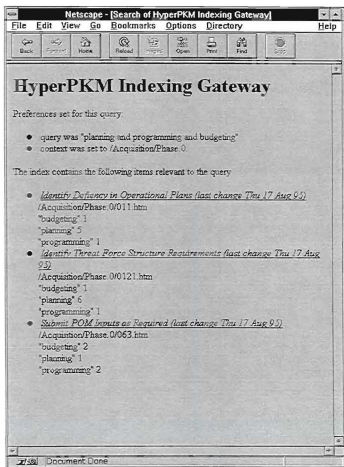 Netscape - [Search of HyperPKM Indexing Gateway]
File Edit View Go Bookmarks Options Directory Help
Back Forward Home Reload Images Open Print Find Stop
HyperPKM Indexing Gateway
Preferences set for this query:
query was "planning and programming and budgeting"
context was set to /Acquisition/Phase.0.
The index contains the following items relevant to the query
Identify Defiency in Operational Plans (last change Thu 17 Aug 95)
/Acquisition/Phase.0/011.htm
"budgeting" 1
"planning" 5
"programming" 1
Identify Threat Force Structure Requirements (last change Thu 17 Aug
95)
/Acquisition/Phase.0/0121.htm
"budgeting" 1
"planning" 6
"programming" 1
Submit POM inputs as Required (last change Thu 17 Aug 95)
/Acquisition/Phase.0/063.htm
"budgeting" 2
"planning" 1
"programming" 2
Document Done